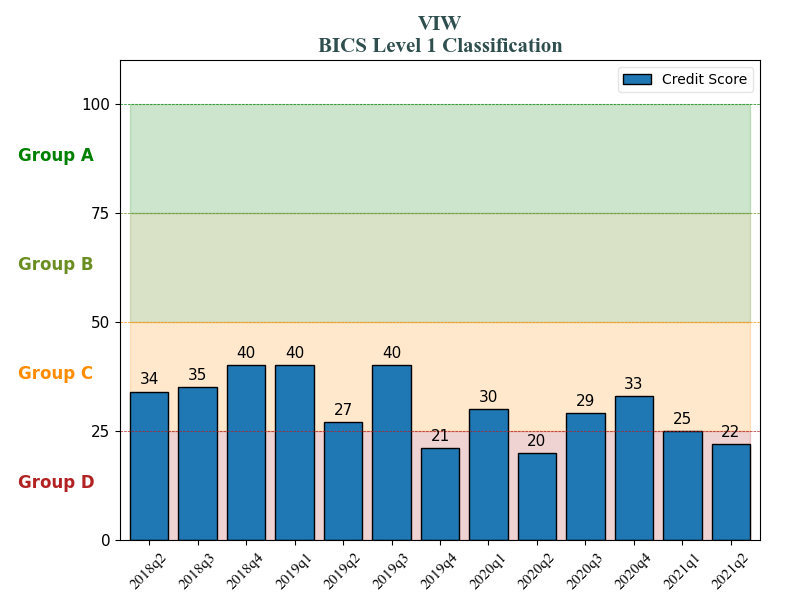 VIW
BICS Level 1 Classification
Credit Score
100
Group A
75
Group B
50
Group C
34 35 40 40 27 40 21 30 20 29 33 25 22
25
Group D
0
2018q2 2018q3 2018q4 2019q1 2019q2 2019q3 2019q4 2020q1 2020q2 2020q3 2020q4 2021q1 2021q2